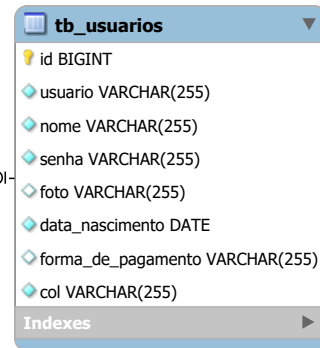 tb_usuarios
id BIGINT
usuario VARCHAR(255)
nome VARCHAR(255)
senha VARCHAR(255)
foto VARCHAR(255)
data_nascimento DATE
forma_de_pagamento VARCHAR(255)
col VARCHAR(255)
Indexes